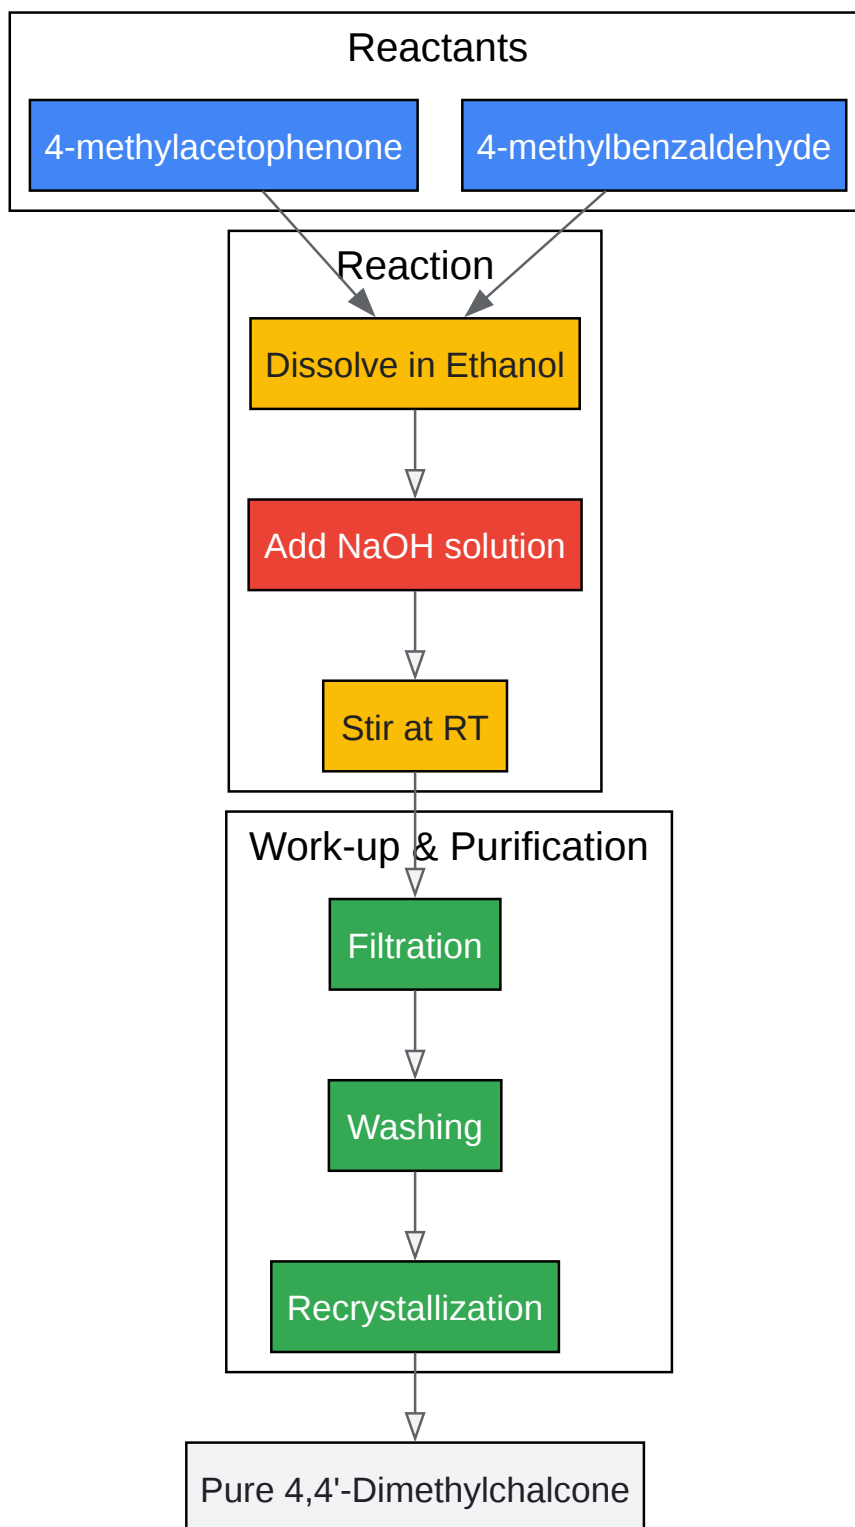 Reactants
4-methylacetophenone
4-methylbenzaldehyde
Reaction
Dissolve in Ethanol
Add NaOH solution
Stir at RT
Work-up & Purification
Filtration
Washing
Recrystallization
Pure 4,4'-Dimethylchalcone